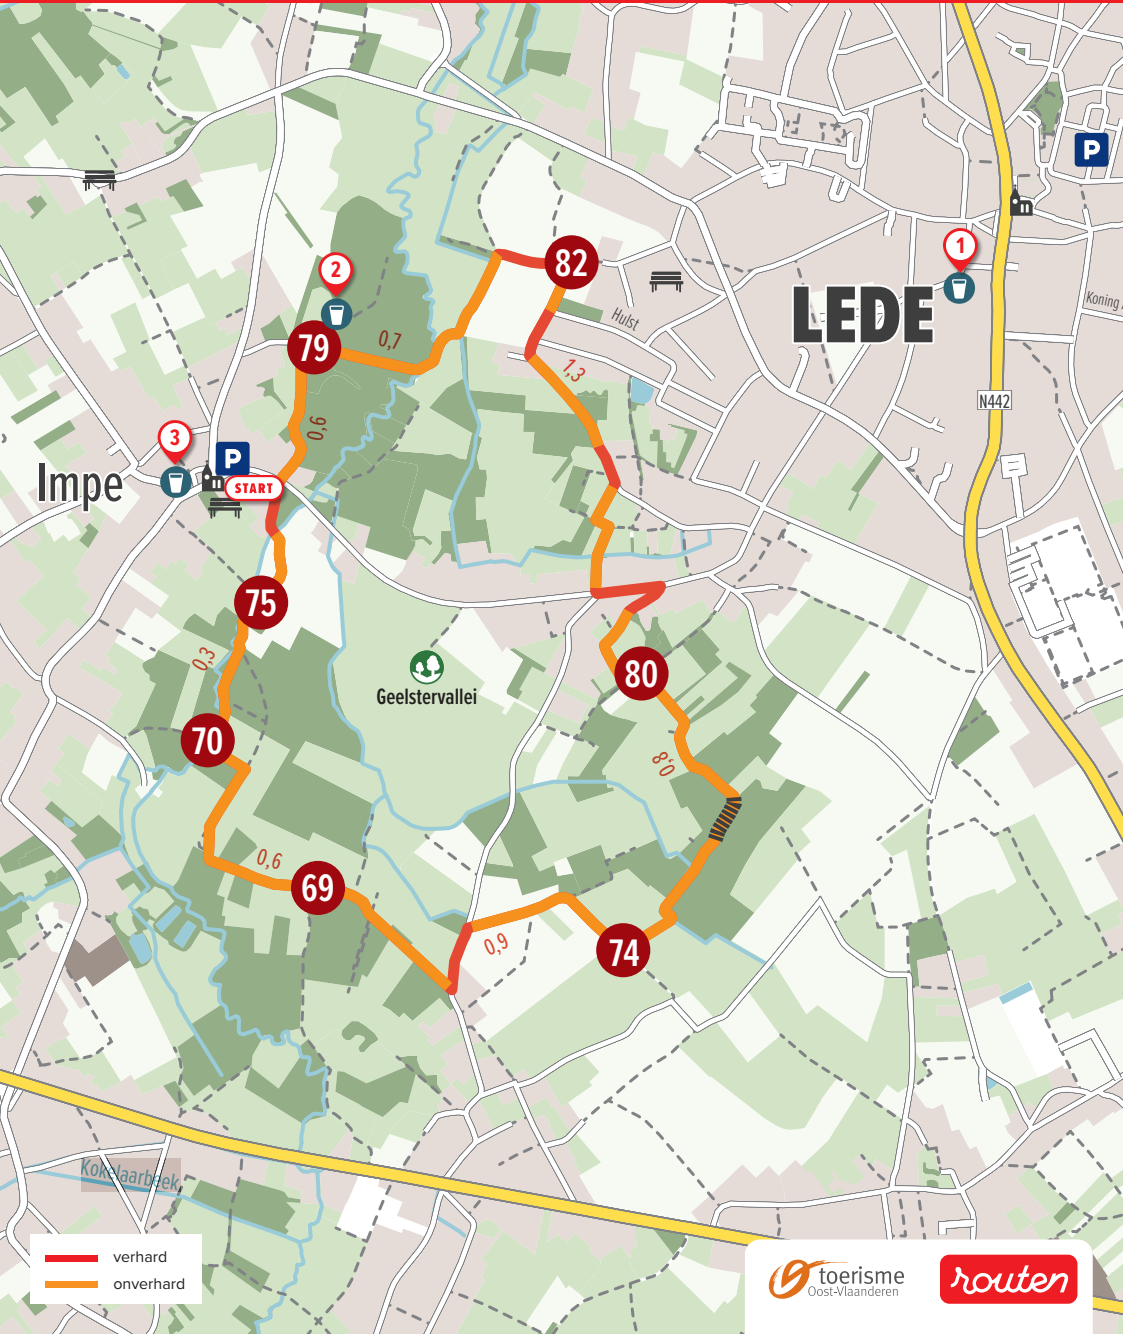 82
P
1
LEDE
Koning
2
Hulst
0,7
79
1,3
N442
0,6
3
P
Impe
START
75
0,3
Geelstervallei
80
70
0,8
0,6
69
0,9
74
Kokelaarbeek
verhard
onverhard
toerisme
Oost-Vlaanderen
routen